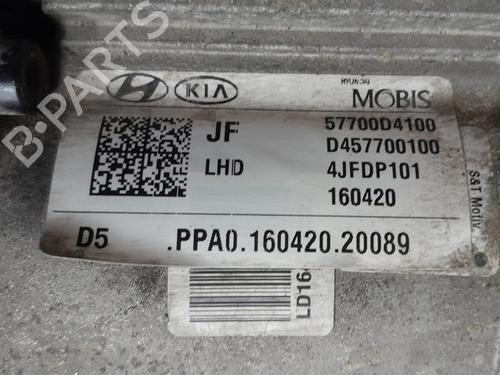 B-PARTS
KIA
HYUNDAI
MOBIS
JF
57700D4100
D457700100
LHD
4JFDP101
160420
D5
.PPA0.160420.20089
S&T Motiv
LD16